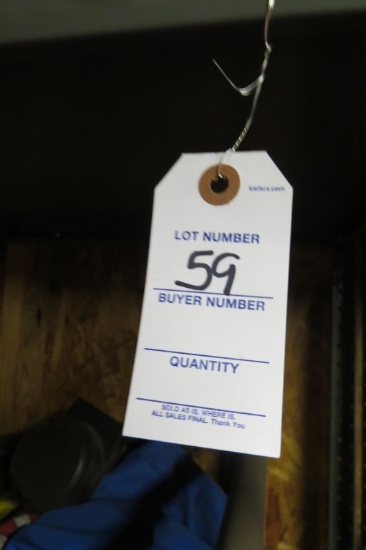 kiefers.com
LOT NUMBER
59
BUYER NUMBER
QUANTITY
SOLD AS IS, WHERE IS.
ALL SALES FINAL. Thank You